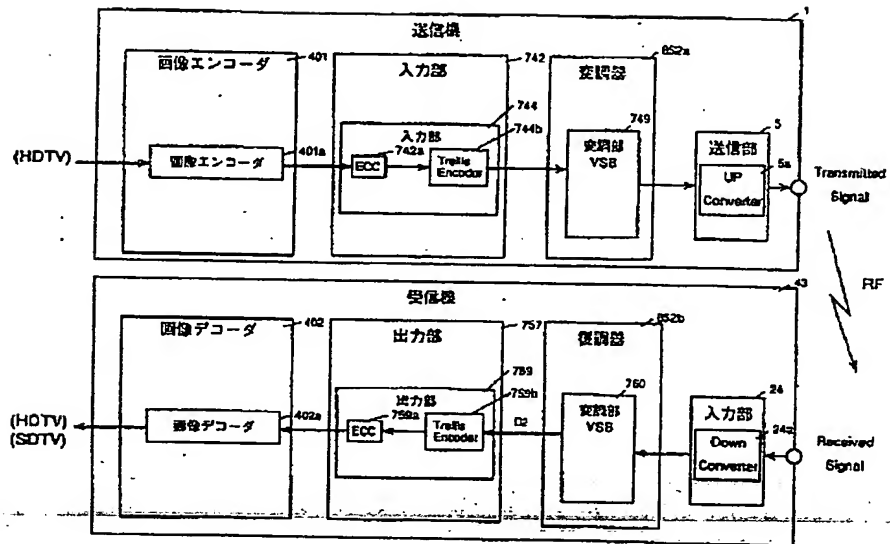 1
送信機
画像エンコーダ 401
入力部 742
変調器 852a
744
入力部 744b
749
5
(HDTV)
画像エンコーダ 401a
ECC 742a
Trellis Encoder
変調部 VSB
送信部
UP Converter 5a
Transmitted Signal
RF
43
受信機
画像デコーダ 402
出力部 757
復調器 852b
759
出力部 759b
760
24
(HDTV)
(SDTV)
画像デコーダ 402a
ECC 759a
Trellis Encoder
D2
変調部 VSB
入力部
Down Converter 24a
Received Signal